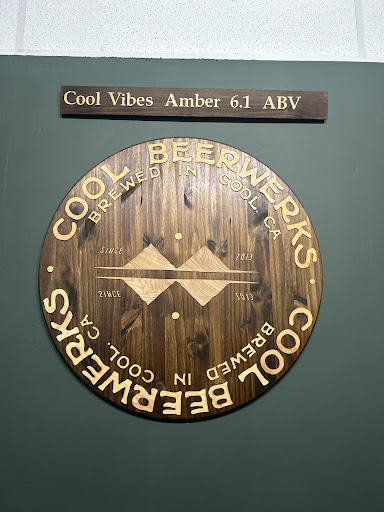 Cool Vibes Amber 6.1 ABV
· COOL BEERWERKS ·
BREWED IN COOL, CA
SINCE 2013
SINCE 2013
BREWED IN COOL, CA
COOL BEERWERKS